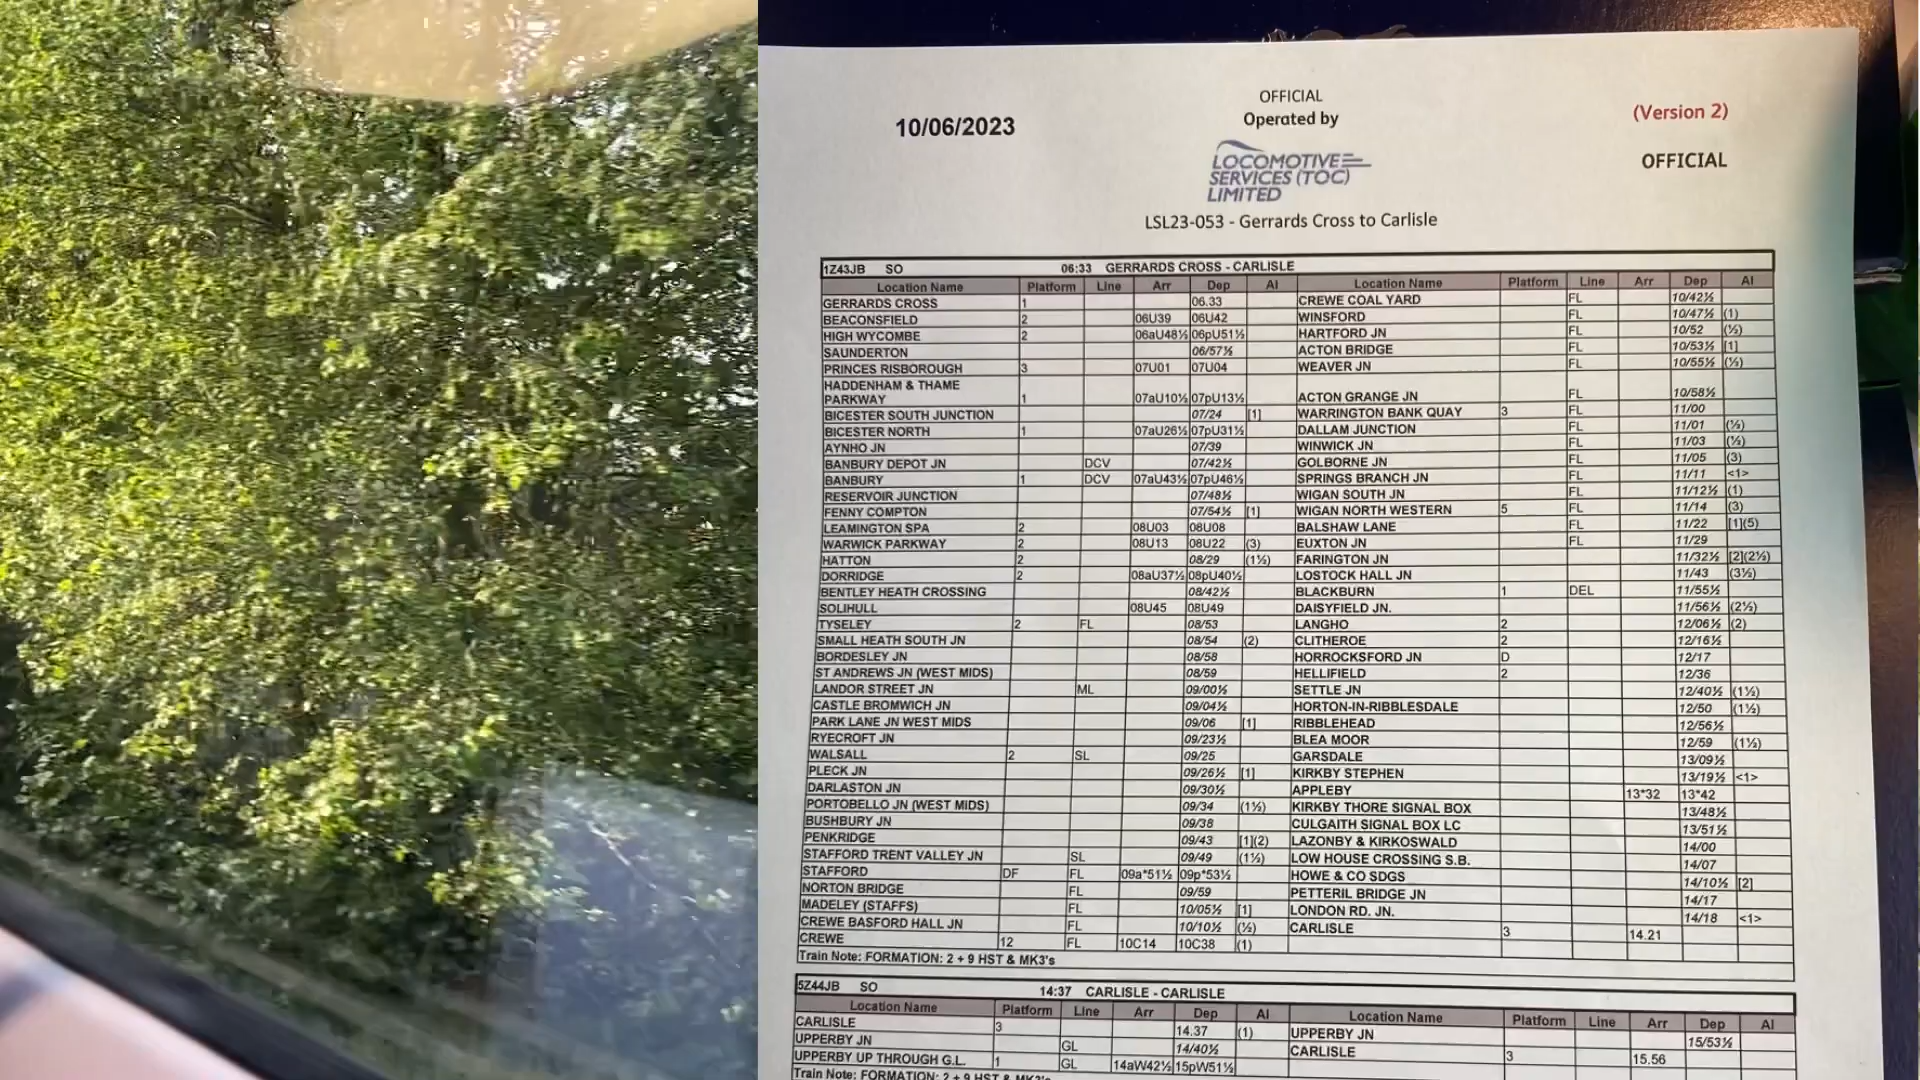 OFFICIAL
10/06/2023 Operated by (Version 2)
LOCOMOTIVE SERVICES (TOC) LIMITED OFFICIAL
LSL23-053 - Gerrards Cross to Carlisle
1Z43JB SO 06:33 GERRARDS CROSS - CARLISLE
Location Name Platform Line Arr Dep Al Location Name Platform Line Arr Dep Al
GERRARDS CROSS 1 06.33 CREWE COAL YARD FL 10/42½
BEACONSFIELD 2 06U39 06U42 WINSFORD FL 10/47½ (1)
HIGH WYCOMBE 2 06aU48½ 06pU51½ HARTFORD JN FL 10/52 (½)
SAUNDERTON 06/57½ ACTON BRIDGE FL 10/53½ [1]
PRINCES RISBOROUGH 3 07U01 07U04 WEAVER JN FL 10/55½ (½)
HADDENHAM & THAME
PARKWAY 1 07aU10½ 07pU13½ ACTON GRANGE JN FL 10/58½
BICESTER SOUTH JUNCTION 07/24 [1] WARRINGTON BANK QUAY 3 FL 11/00
BICESTER NORTH 1 07aU26½ 07pU31½ DALLAM JUNCTION FL 11/01 (½)
AYNHO JN 07/39 WINWICK JN FL 11/03 (½)
BANBURY DEPOT JN DCV 07/42½ GOLBORNE JN FL 11/05 (3)
BANBURY 1 DCV 07aU43½ 07pU46½ SPRINGS BRANCH JN FL 11/11 <1>
RESERVOIR JUNCTION 07/48½ WIGAN SOUTH JN FL 11/12½ (1)
FENNY COMPTON 07/54½ [1] WIGAN NORTH WESTERN 5 FL 11/14 (3)
LEAMINGTON SPA 2 08U03 08U08 BALSHAW LANE FL 11/22 [1](5)
WARWICK PARKWAY 2 08U13 08U22 (3) EUXTON JN FL 11/29
HATTON 2 08/29 (1½) FARINGTON JN 11/32½ [2](2½)
DORRIDGE 2 08aU37½ 08pU40½ LOSTOCK HALL JN 11/43 (3½)
BENTLEY HEATH CROSSING 08/42½ BLACKBURN 1 DEL 11/55½
SOLIHULL 08U45 08U49 DAISYFIELD JN. 11/56½ (2½)
TYSELEY 2 FL 08/53 LANGHO 2 12/06½ (2)
SMALL HEATH SOUTH JN 08/54 (2) CLITHEROE 2 12/16½
BORDESLEY JN 08/58 HORROCKSFORD JN D 12/17
ST ANDREWS JN (WEST MIDS) 08/59 HELLIFIELD 2 12/36
LANDOR STREET JN ML 09/00½ SETTLE JN 12/40½ (1½)
CASTLE BROMWICH JN 09/04½ HORTON-IN-RIBBLESDALE 12/50 (1½)
PARK LANE JN WEST MIDS 09/06 [1] RIBBLEHEAD 12/56½
RYECROFT JN 09/23½ BLEA MOOR 12/59 (1½)
WALSALL 2 SL 09/25 GARSDALE 13/09½
PLECK JN 09/26½ [1] KIRKBY STEPHEN 13/19½ <1>
DARLASTON JN 09/30½ APPLEBY 13*32 13*42
PORTOBELLO JN (WEST MIDS) 09/34 (1½) KIRKBY THORE SIGNAL BOX 13/48½
BUSHBURY JN 09/38 CULGAITH SIGNAL BOX LC 13/51½
PENKRIDGE 09/43 [1](2) LAZONBY & KIRKOSWALD 14/00
STAFFORD TRENT VALLEY JN SL 09/49 (1½) LOW HOUSE CROSSING S.B. 14/07
STAFFORD DF FL 09a*51½ 09p*53½ HOWE & CO SDGS 14/10½ [2]
NORTON BRIDGE FL 09/59 PETTERIL BRIDGE JN 14/17
MADELEY (STAFFS) FL 10/05½ [1] LONDON RD. JN. 14/18 <1>
CREWE BASFORD HALL JN FL 10/10½ (½) CARLISLE 3 14.21
CREWE 12 FL 10C14 10C38 (1)
Train Note: FORMATION: 2 + 9 HST & MK3's
5Z44JB SO 14:37 CARLISLE - CARLISLE
Location Name Platform Line Arr Dep Al Location Name Platform Line Arr Dep Al
CARLISLE 3 14.37 (1) UPPERBY JN 15/53½
UPPERBY JN GL 14/40½ CARLISLE 3 15.56
UPPERBY UP THROUGH G.L. 1 GL 14aW42½ 15pW51½
Train Note: FORMATION: 2 + 9 HST & MK3's